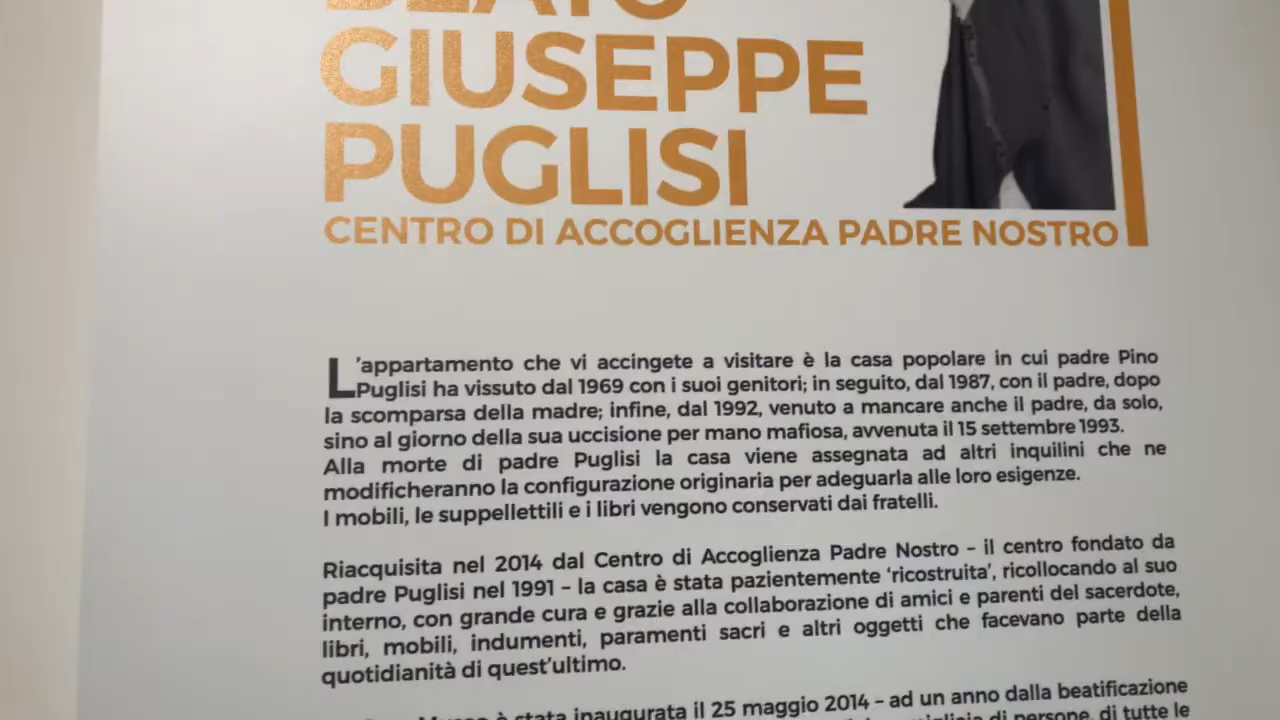 BEATO
GIUSEPPE
PUGLISI
CENTRO DI ACCOGLIENZA PADRE NOSTRO
L'appartamento che vi accingete a visitare è la casa popolare in cui padre Pino
Puglisi ha vissuto dal 1969 con i suoi genitori; in seguito, dal 1987, con il padre, dopo
la scomparsa della madre; infine, dal 1992, venuto a mancare anche il padre, da solo,
sino al giorno della sua uccisione per mano mafiosa, avvenuta il 15 settembre 1993.
Alla morte di padre Puglisi la casa viene assegnata ad altri inquilini che ne
modificheranno la configurazione originaria per adeguarla alle loro esigenze.
I mobili, le suppellettili e i libri vengono conservati dai fratelli.
Riacquisita nel 2014 dal Centro di Accoglienza Padre Nostro – il centro fondato da
padre Puglisi nel 1991 – la casa è stata pazientemente 'ricostruita', ricollocando al suo
interno, con grande cura e grazie alla collaborazione di amici e parenti del sacerdote,
libri, mobili, indumenti, paramenti sacri e altri oggetti che facevano parte della
quotidianità di quest'ultimo.
è stata inaugurata il 25 maggio 2014 – ad un anno dalla beatificazione
di persone, di tutte le